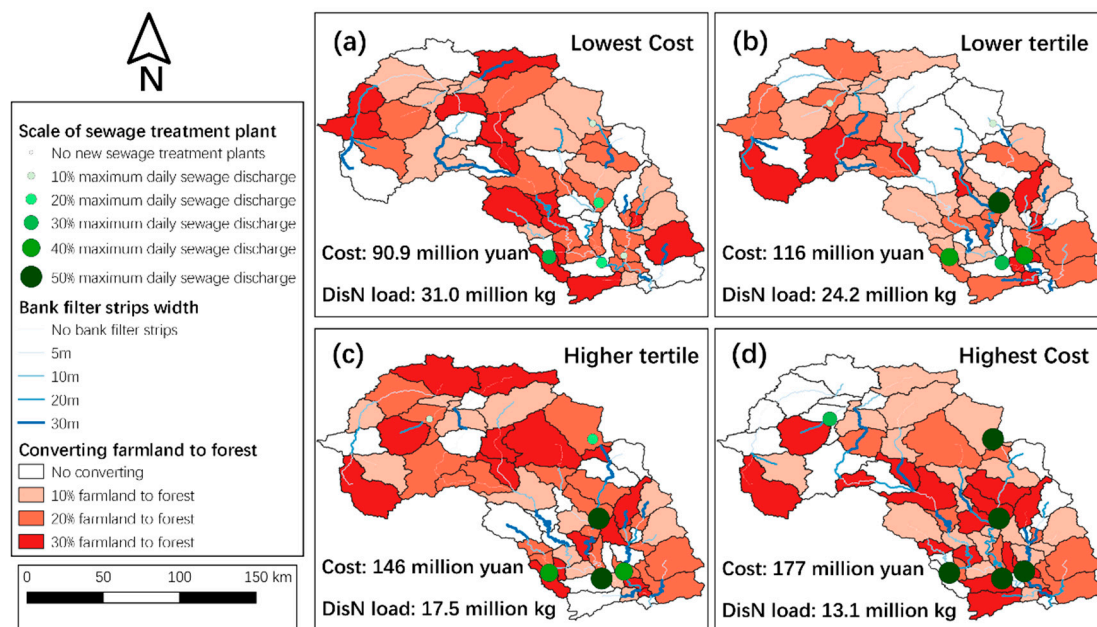 N
Scale of sewage treatment plant
No new sewage treatment plants
10% maximum daily sewage discharge
20% maximum daily sewage discharge
30% maximum daily sewage discharge
40% maximum daily sewage discharge
50% maximum daily sewage discharge
Bank filter strips width
No bank filter strips
5m
10m
20m
30m
Converting farmland to forest
No converting
10% farmland to forest
20% farmland to forest
30% farmland to forest
0 50 100 150 km
(a) Lowest Cost
Cost: 90.9 million yuan
DisN load: 31.0 million kg
(b) Lower tertile
Cost: 116 million yuan
DisN load: 24.2 million kg
(c) Higher tertile
Cost: 146 million yuan
DisN load: 17.5 million kg
(d) Highest Cost
Cost: 177 million yuan
DisN load: 13.1 million kg